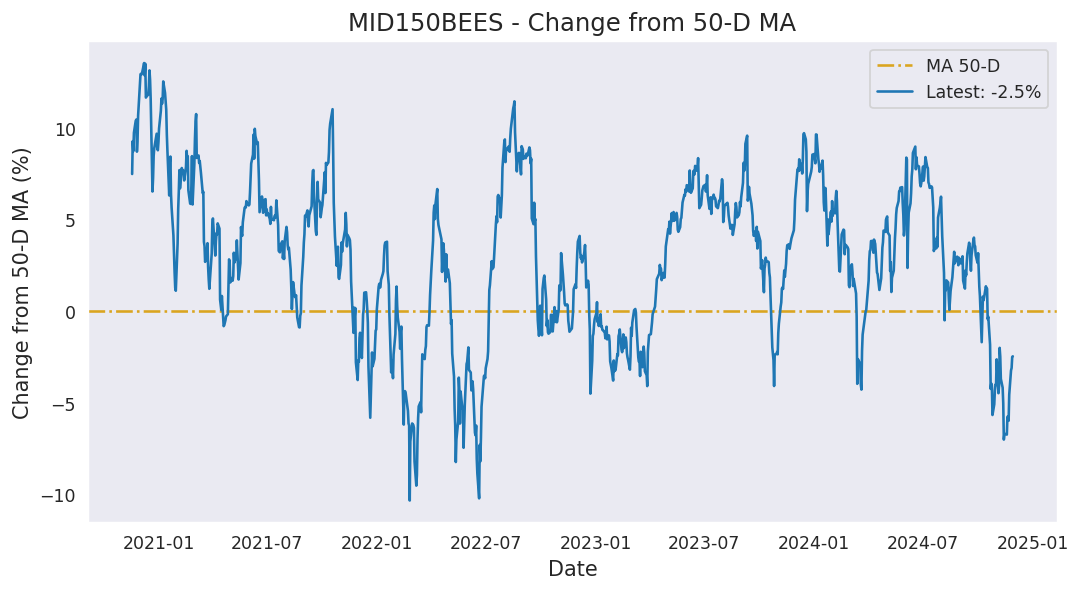 MID150BEES - Change from 50-D MA
MA 50-D
Latest: -2.5%
Change from 50-D MA (%)
10
5
0
−5
−10
2021-01 2021-07 2022-01 2022-07 2023-01 2023-07 2024-01 2024-07 2025-01
Date